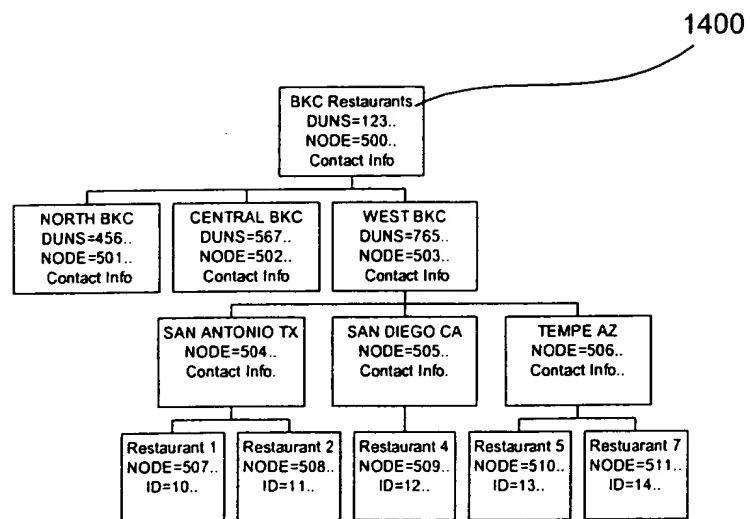 1400
BKC Restaurants
DUNS=123..
NODE=500..
Contact Info
NORTH BKC
DUNS=456..
NODE=501..
Contact Info
CENTRAL BKC
DUNS=567..
NODE=502..
Contact Info
WEST BKC
DUNS=765..
NODE=503..
Contact Info
SAN ANTONIO TX
NODE=504..
Contact Info.
SAN DIEGO CA
NODE=505..
Contact Info.
TEMPE AZ
NODE=506..
Contact Info..
Restaurant 1
NODE=507..
ID=10..
Restaurant 2
NODE=508..
ID=11..
Restaurant 4
NODE=509..
ID=12..
Restaurant 5
NODE=510..
ID=13..
Restuarant 7
NODE=511..
ID=14..